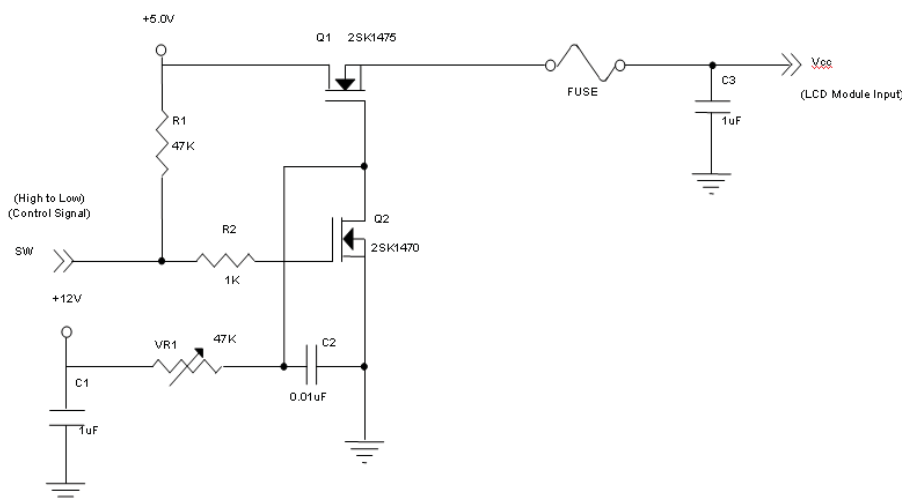 +5.0V
Q1 2SK1475
Vcc
C3
FUSE
(LCD Module Input)
R1
1uF
47K
(High to Low)
(Control Signal)
R2
Q2
SW
2SK1470
1K
+12V
VR1
47K
C2
C1
0.01uF
1uF